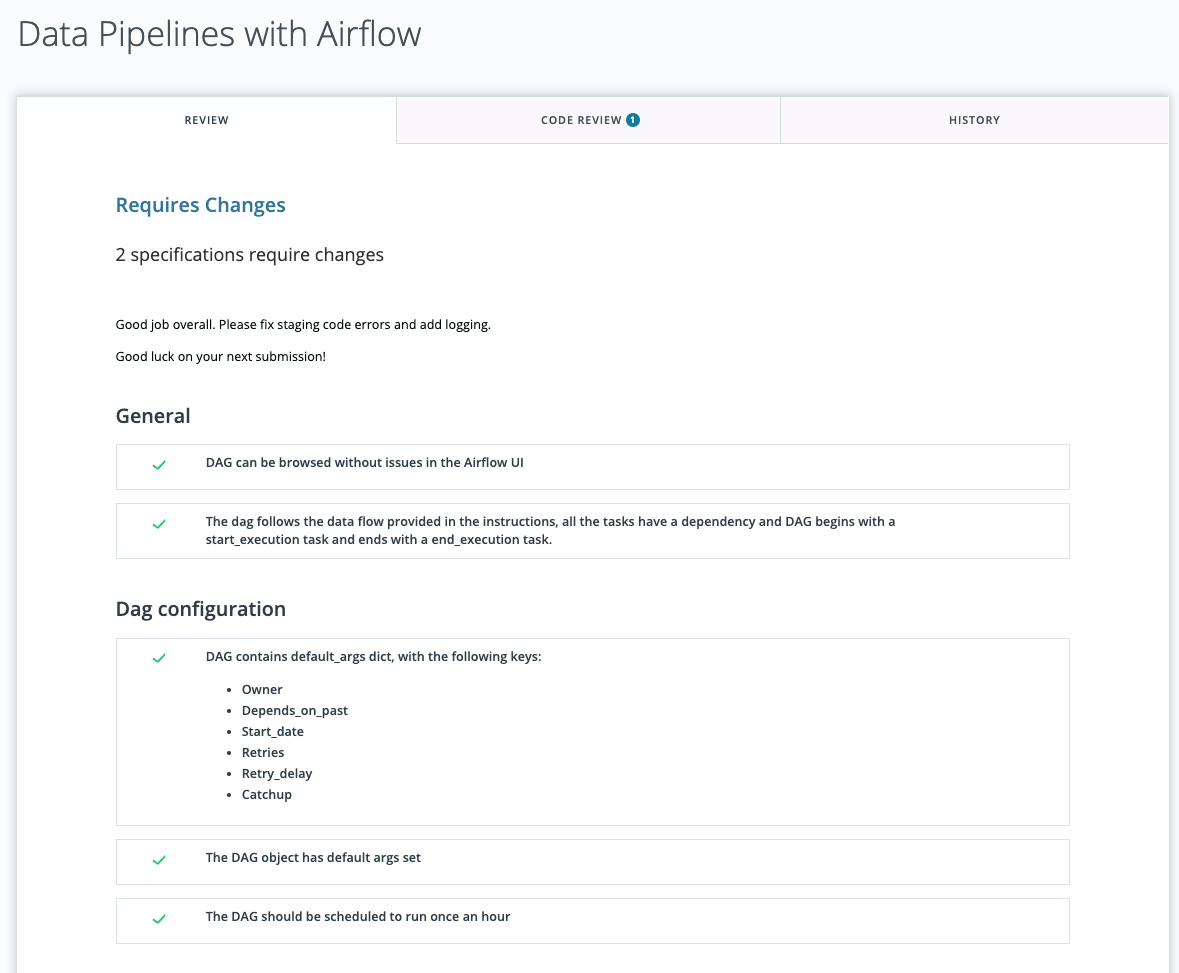 Data Pipelines with Airflow
REVIEW
CODE REVIEW 1
HISTORY
Requires Changes
2 specifications require changes
Good job overall. Please fix staging code errors and add logging.
Good luck on your next submission!
General
DAG can be browsed without issues in the Airflow UI
The dag follows the data flow provided in the instructions, all the tasks have a dependency and DAG begins with a
start_execution task and ends with a end_execution task.
Dag configuration
DAG contains default_args dict, with the following keys:
• Owner
• Depends_on_past
• Start_date
• Retries
• Retry_delay
• Catchup
The DAG object has default args set
The DAG should be scheduled to run once an hour